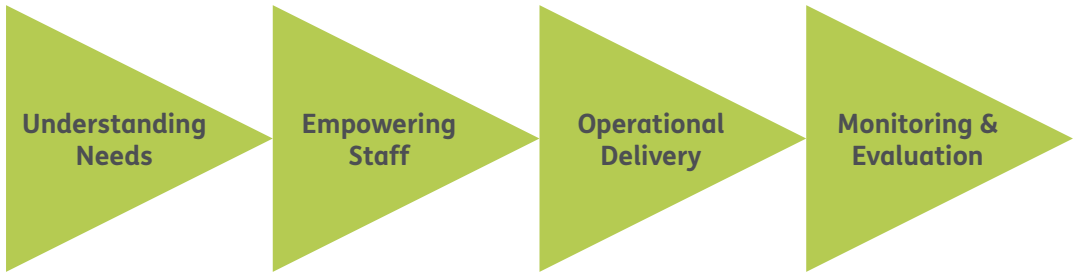 Understanding
Needs
Empowering
Staff
Operational
Delivery
Monitoring &
Evaluation